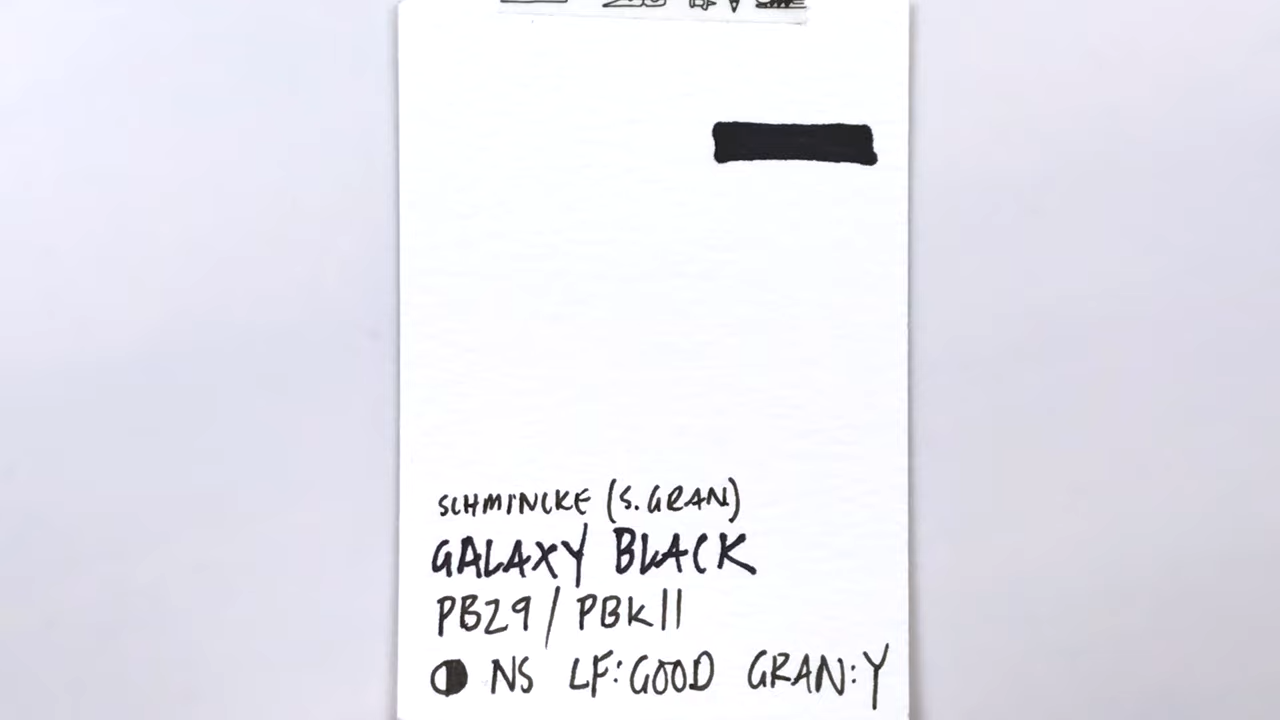 SCHMINCKE (S. GRAN)
GALAXY BLACK
PB29 / PBK11
NS LF: GOOD GRAN: Y